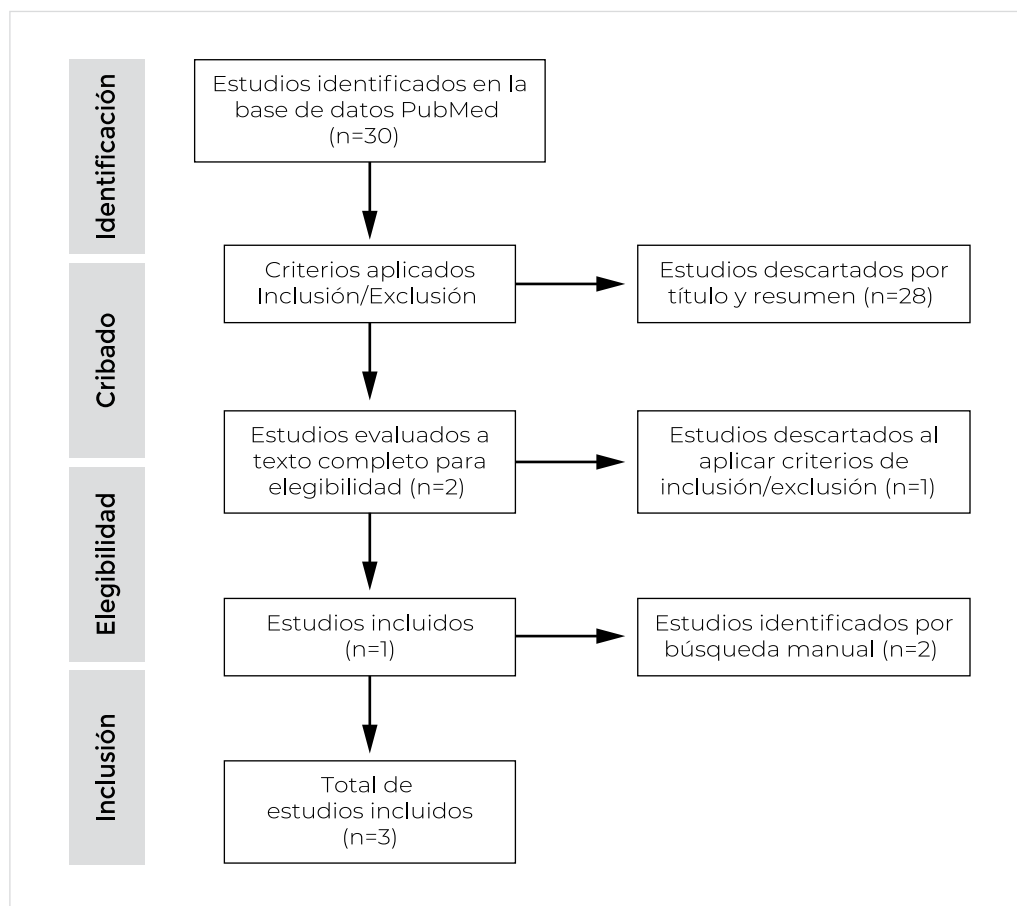 Identificación
Estudios identificados en la
base de datos PubMed
(n=30)
Cribado
Criterios aplicados
Inclusión/Exclusión
Estudios descartados por
título y resumen (n=28)
Estudios evaluados a
texto completo para
elegibilidad (n=2)
Estudios descartados al
aplicar criterios de
inclusión/exclusión (n=1)
Elegibilidad
Estudios incluidos
(n=1)
Estudios identificados por
búsqueda manual (n=2)
Inclusión
Total de
estudios incluidos
(n=3)